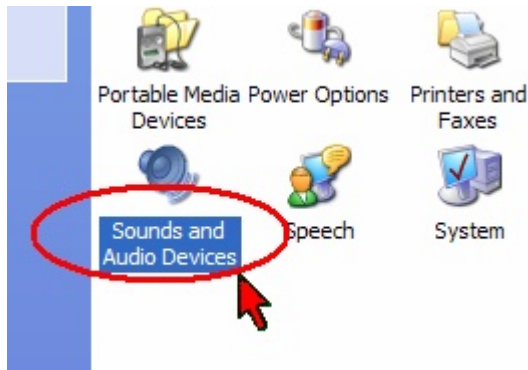 Portable Media Power Options Printers and
Devices Faxes
Sounds and Speech System
Audio Devices